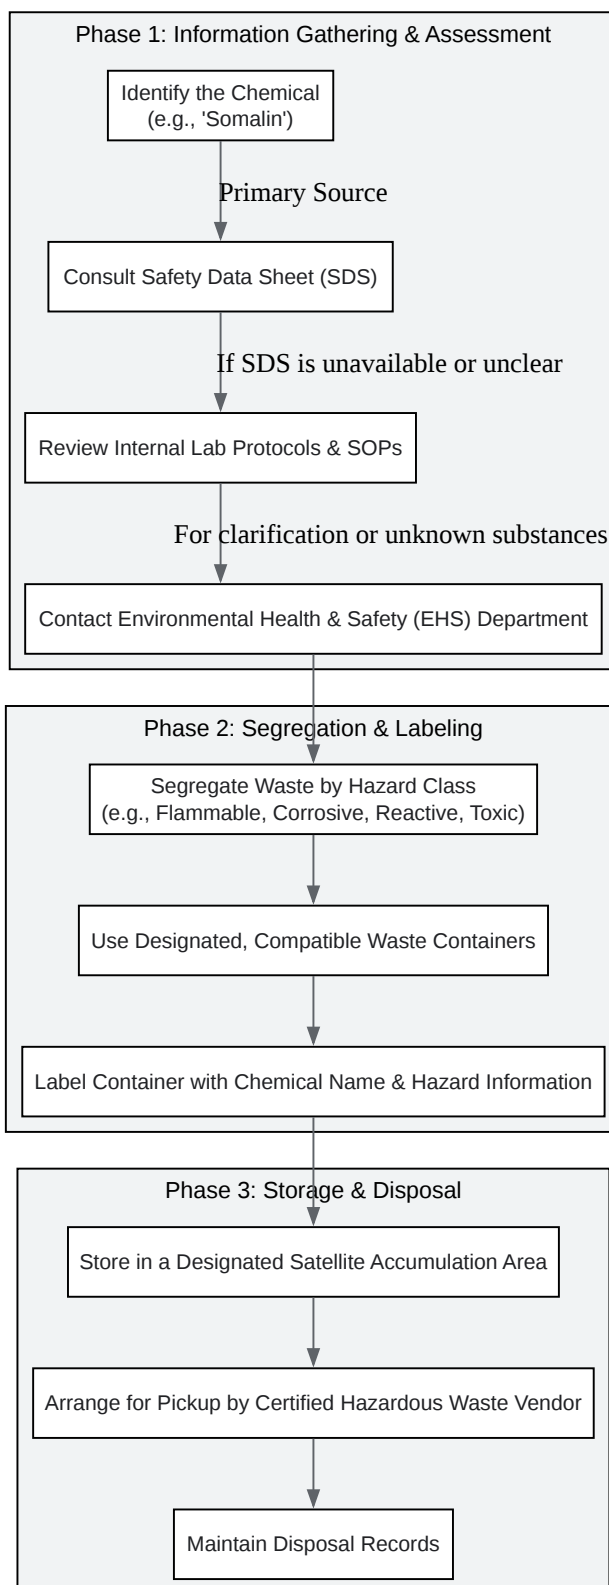 Phase 1: Information Gathering & Assessment
Identify the Chemical
(e.g., 'Somalin')
Primary Source
Consult Safety Data Sheet (SDS)
If SDS is unavailable or unclear
Review Internal Lab Protocols & SOPs
For clarification or unknown substances
Contact Environmental Health & Safety (EHS) Department
Phase 2: Segregation & Labeling
Segregate Waste by Hazard Class
(e.g., Flammable, Corrosive, Reactive, Toxic)
Use Designated, Compatible Waste Containers
Label Container with Chemical Name & Hazard Information
Phase 3: Storage & Disposal
Store in a Designated Satellite Accumulation Area
Arrange for Pickup by Certified Hazardous Waste Vendor
Maintain Disposal Records